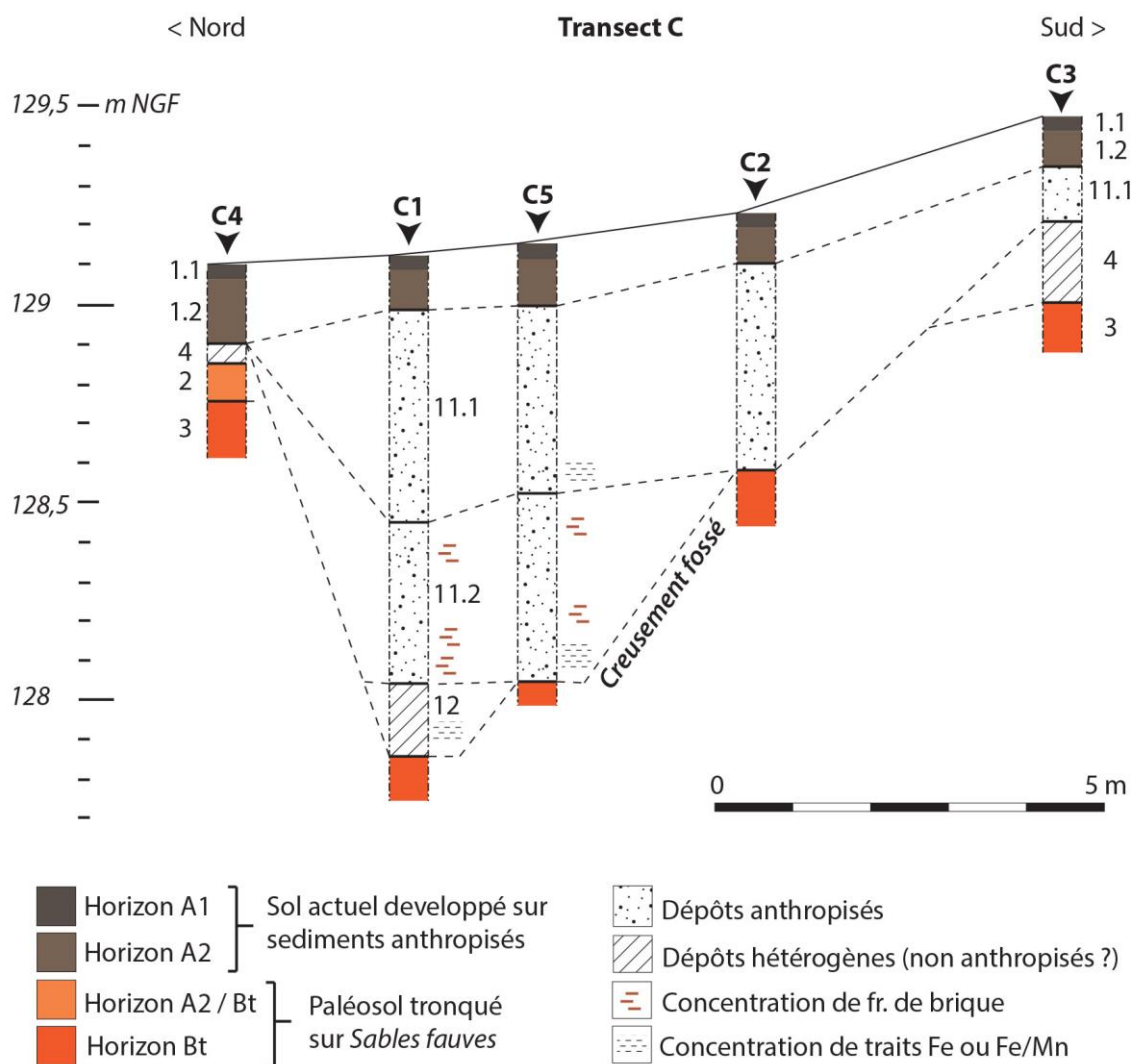 < Nord Transect C Sud >
129,5 m NGF
C3
1.1
1.2
11.1
4
3
C2
C5
C1
C4
1.1
1.2
4
2
3
129
11.1
128,5
11.2
128
12
Creusement fossé
0 5 m
Horizon A1
Horizon A2
Sol actuel developpé sur
sediments anthropisés
Horizon A2 / Bt
Horizon Bt
Paléosol tronqué
sur Sables fauves
Dépôts anthropisés
Dépôts hétérogènes (non anthropisés ?)
Concentration de fr. de brique
Concentration de traits Fe ou Fe/Mn